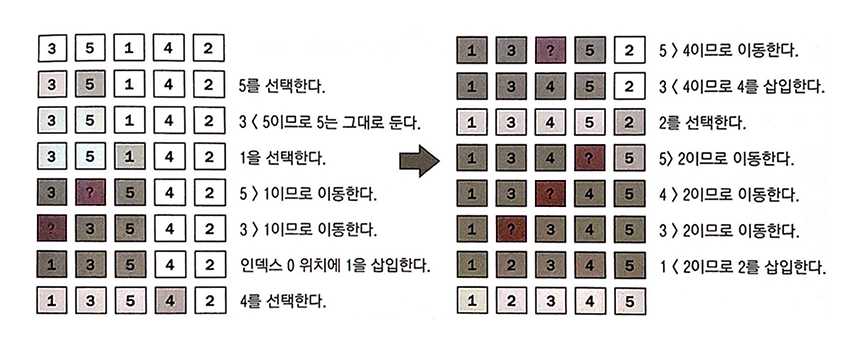 3 5 1 4 2
3 5 1 4 2 5를 선택한다.
3 5 1 4 2 3 < 5이므로 5는 그대로 둔다.
3 5 1 4 2 1을 선택한다.
3 ? 5 4 2 5 > 1이므로 이동한다.
? 3 5 4 2 3 > 1이므로 이동한다.
1 3 5 4 2 인덱스 0 위치에 1을 삽입한다.
1 3 5 4 2 4를 선택한다.
1 3 ? 5 2 5 > 4이므로 이동한다.
1 3 4 5 2 3 < 4이므로 4를 삽입한다.
1 3 4 5 2 2를 선택한다.
1 3 4 ? 5 5> 2이므로 이동한다.
1 3 ? 4 5 4 > 2이므로 이동한다.
1 ? 3 4 5 3 > 2이므로 이동한다.
1 2 3 4 5 1 < 2이므로 2를 삽입한다.
1 2 3 4 5